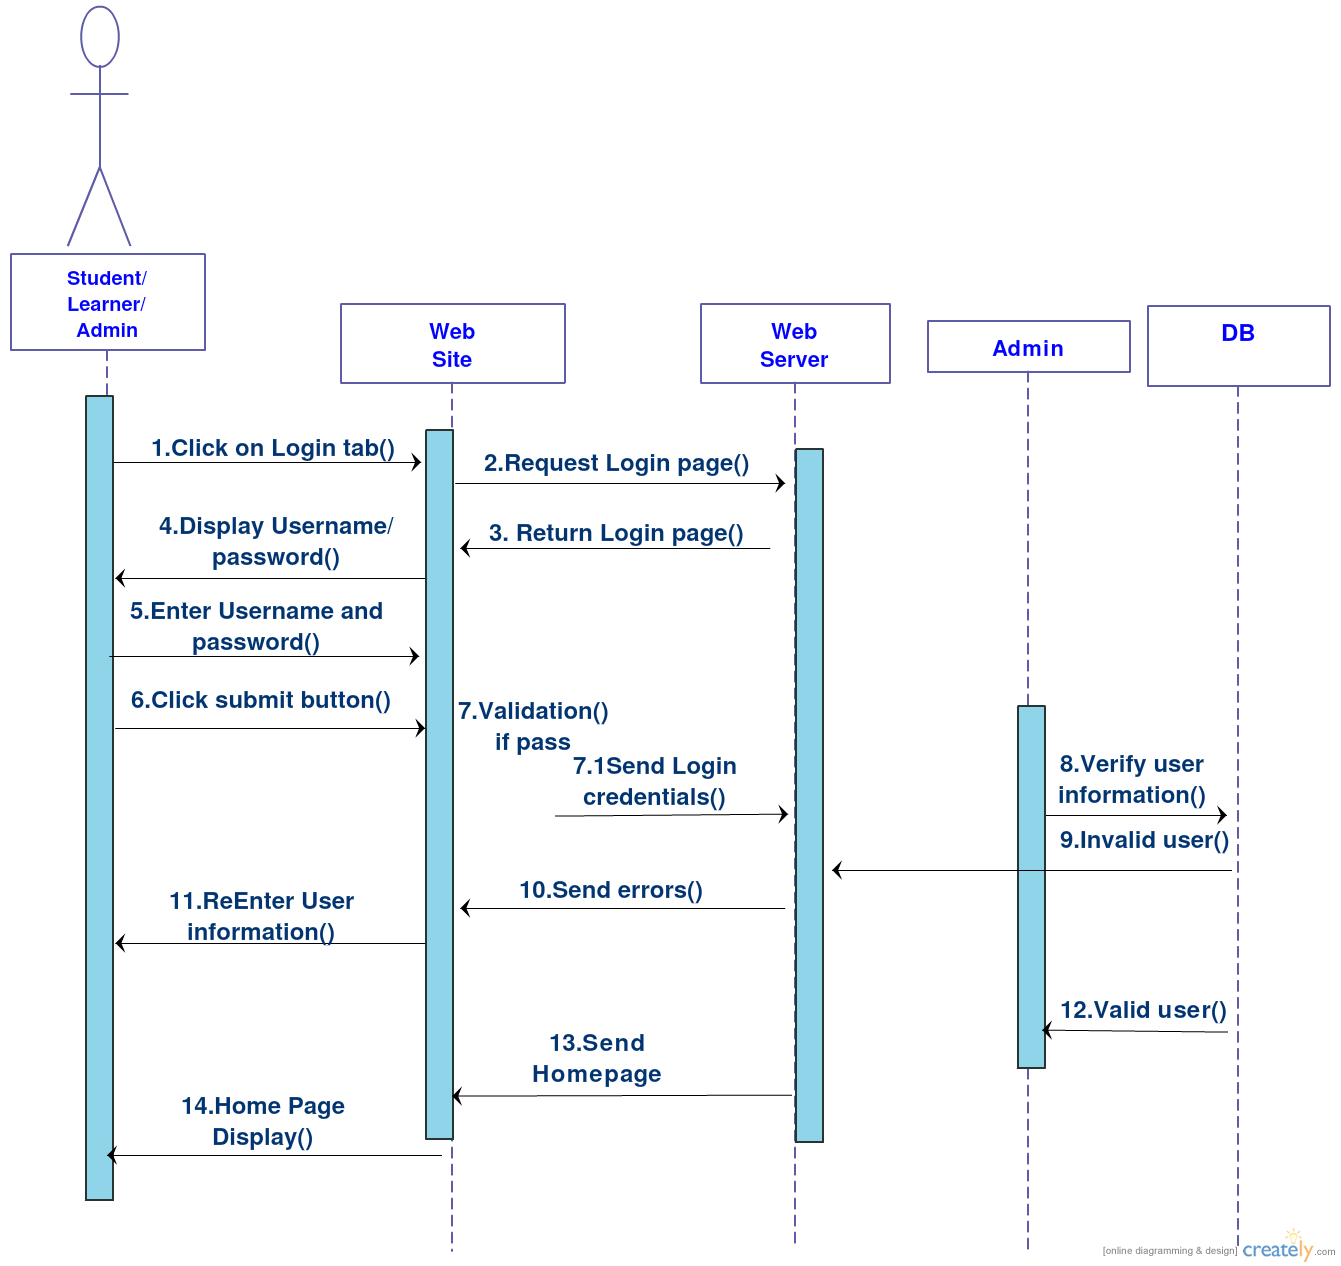 Student/
Learner/
Admin
Web
Site
Web
Server
Admin
DB
1.Click on Login tab()
2.Request Login page()
3. Return Login page()
4.Display Username/
password()
5.Enter Username and
password()
6.Click submit button()
7.Validation()
if pass
7.1Send Login
credentials()
8.Verify user
information()
9.Invalid user()
10.Send errors()
11.ReEnter User
information()
12.Valid user()
13.Send
Homepage
14.Home Page
Display()
[online diagramming & design] creately.com